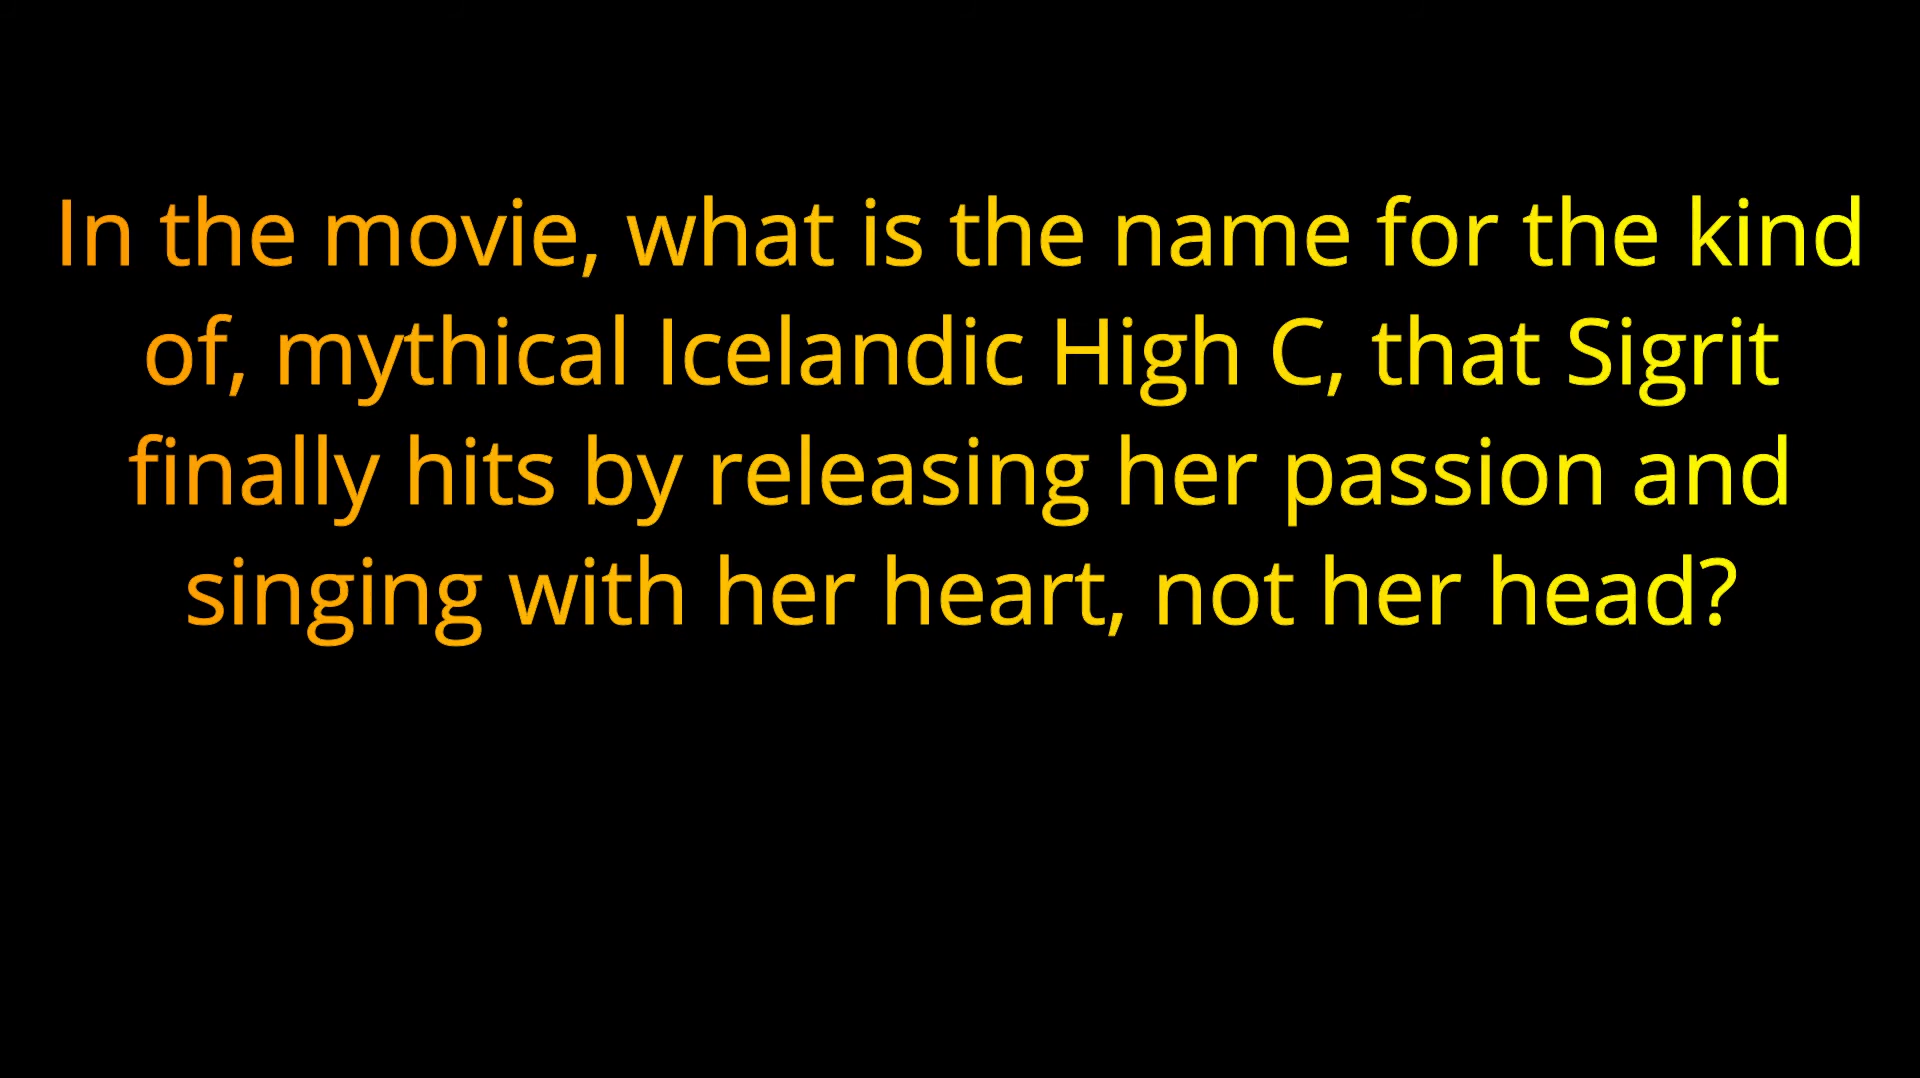 In the movie, what is the name for the kind
of, mythical Icelandic High C, that Sigrit
finally hits by releasing her passion and
singing with her heart, not her head?